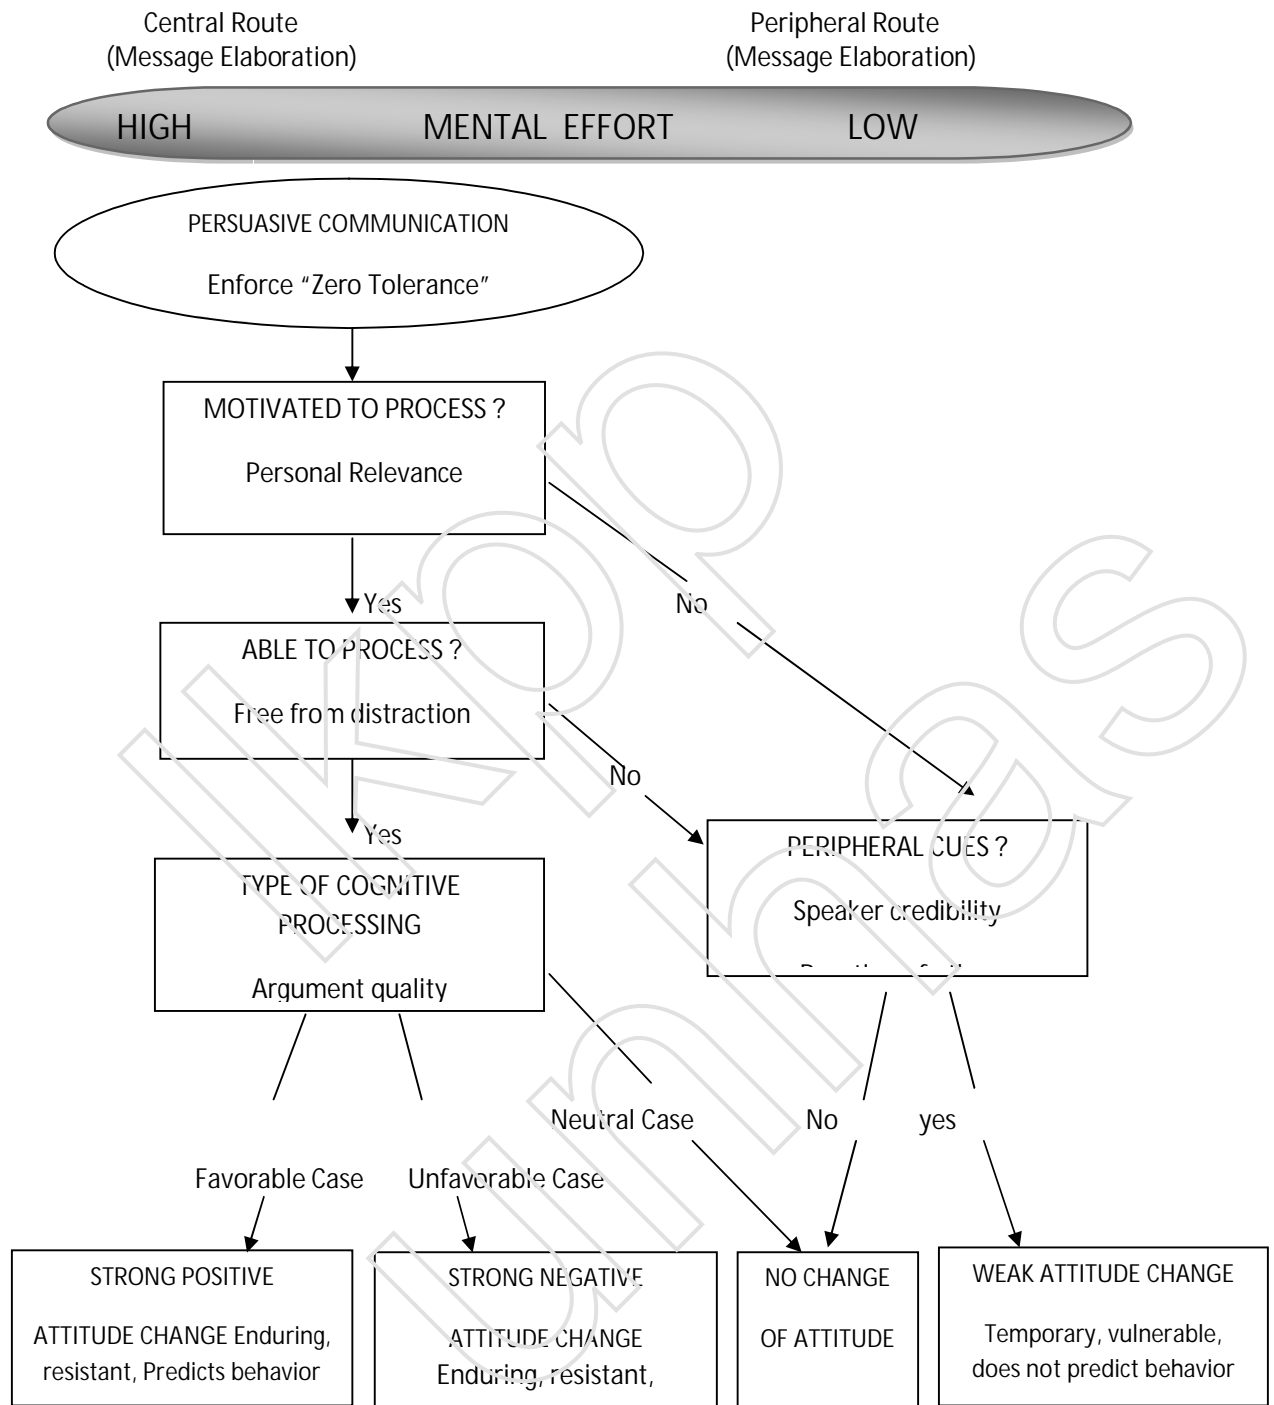 Central Route
(Message Elaboration)
Peripheral Route
(Message Elaboration)
HIGH MENTAL EFFORT LOW
PERSUASIVE COMMUNICATION
Enforce “Zero Tolerance”
MOTIVATED TO PROCESS ?
Personal Relevance
Yes
No
ABLE TO PROCESS ?
Free from distraction
No
Yes
TYPE OF COGNITIVE
PROCESSING
Argument quality
PERIPHERAL CUES ?
Speaker credibility
Neutral Case
No
yes
Favorable Case
Unfavorable Case
STRONG POSITIVE
ATTITUDE CHANGE Enduring,
resistant, Predicts behavior
STRONG NEGATIVE
ATTITUDE CHANGE
Enduring, resistant,
NO CHANGE
OF ATTITUDE
WEAK ATTITUDE CHANGE
Temporary, vulnerable,
does not predict behavior
lkpp
unhas